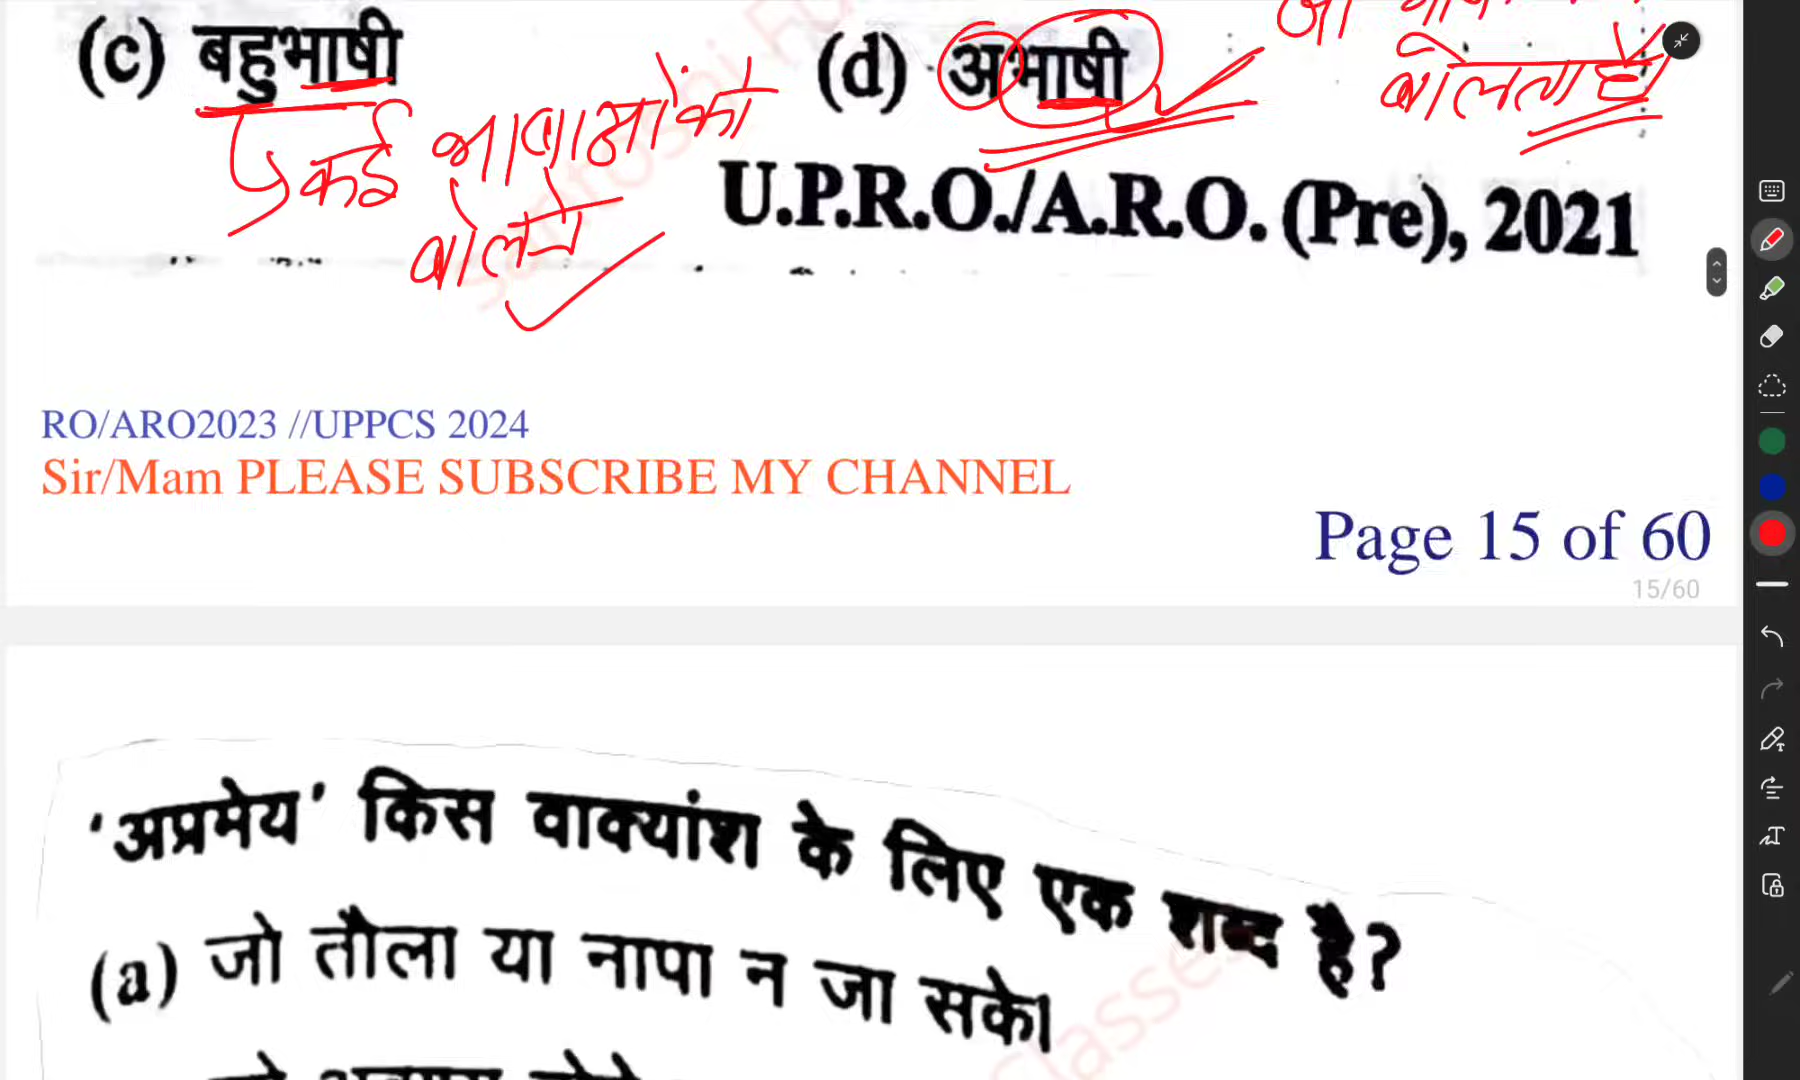 (c) बहुभाषी
(d) अभाषी
बोलता है
कई भाषाओं को
बोलने
U.P.R.O./A.R.O. (Pre), 2021
RO/ARO2023 //UPPCS 2024
Sir/Mam PLEASE SUBSCRIBE MY CHANNEL
Page 15 of 60
15/60
'अप्रमेय' किस वाक्यांश के लिए एक शब्द है?
(a) जो तौला या नापा न जा सके।